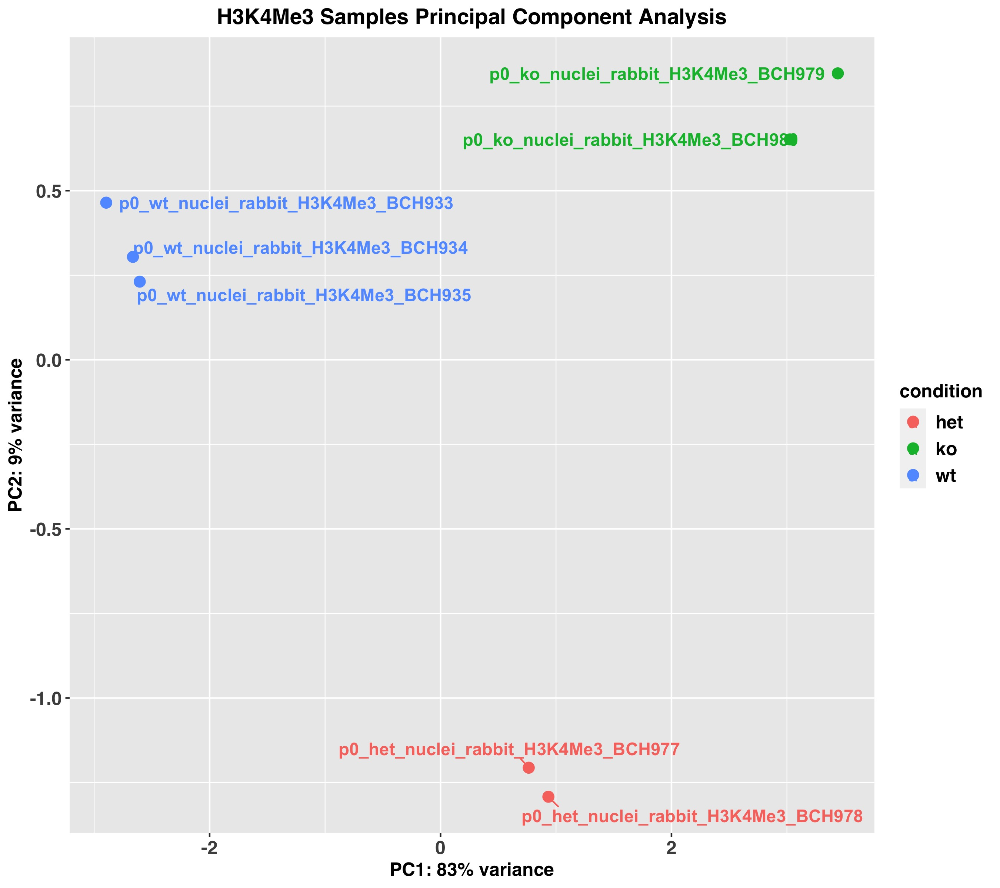 H3K4Me3 Samples Principal Component Analysis
p0_ko_nuclei_rabbit_H3K4Me3_BCH979
p0_wt_nuclei_rabbit_H3K4Me3_BCH933
p0_wt_nuclei_rabbit_H3K4Me3_BCH934
p0_wt_nuclei_rabbit_H3K4Me3_BCH935
p0_het_nuclei_rabbit_H3K4Me3_BCH977
p0_het_nuclei_rabbit_H3K4Me3_BCH978
0.5
0.0
-0.5
-1.0
PC2: 9% variance
-2
0
2
PC1: 83% variance
condition
het
ko
wt